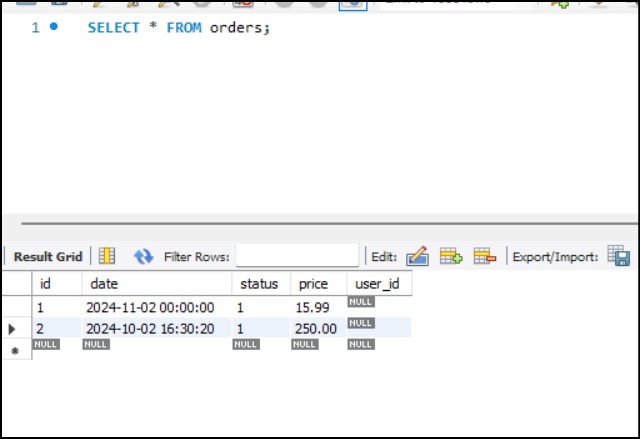 1 SELECT * FROM orders;
Result Grid Filter Rows: Edit: Export/Import:
id date status price user_id
1 2024-11-02 00:00:00 1 15.99 NULL
2 2024-10-02 16:30:20 1 250.00 NULL
NULL NULL NULL NULL NULL